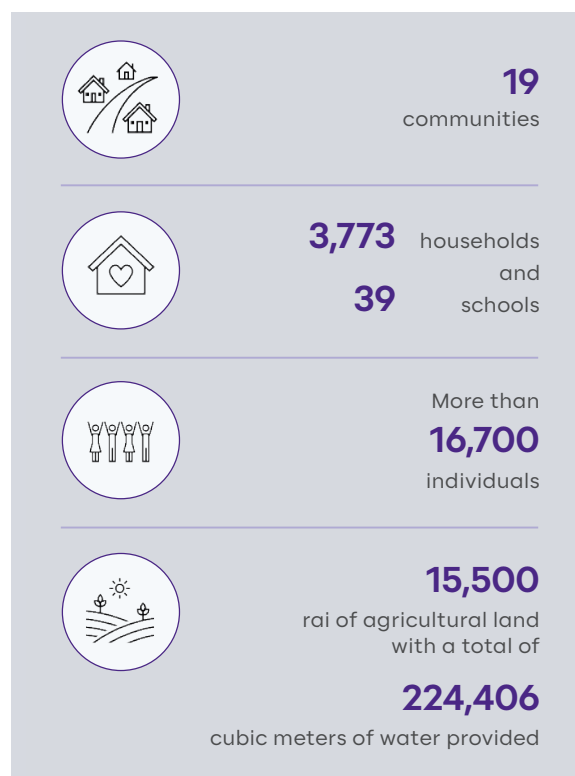 19
communities
3,773 households
and
39 schools
More than
16,700
individuals
15,500
rai of agricultural land
with a total of
224,406
cubic meters of water provided